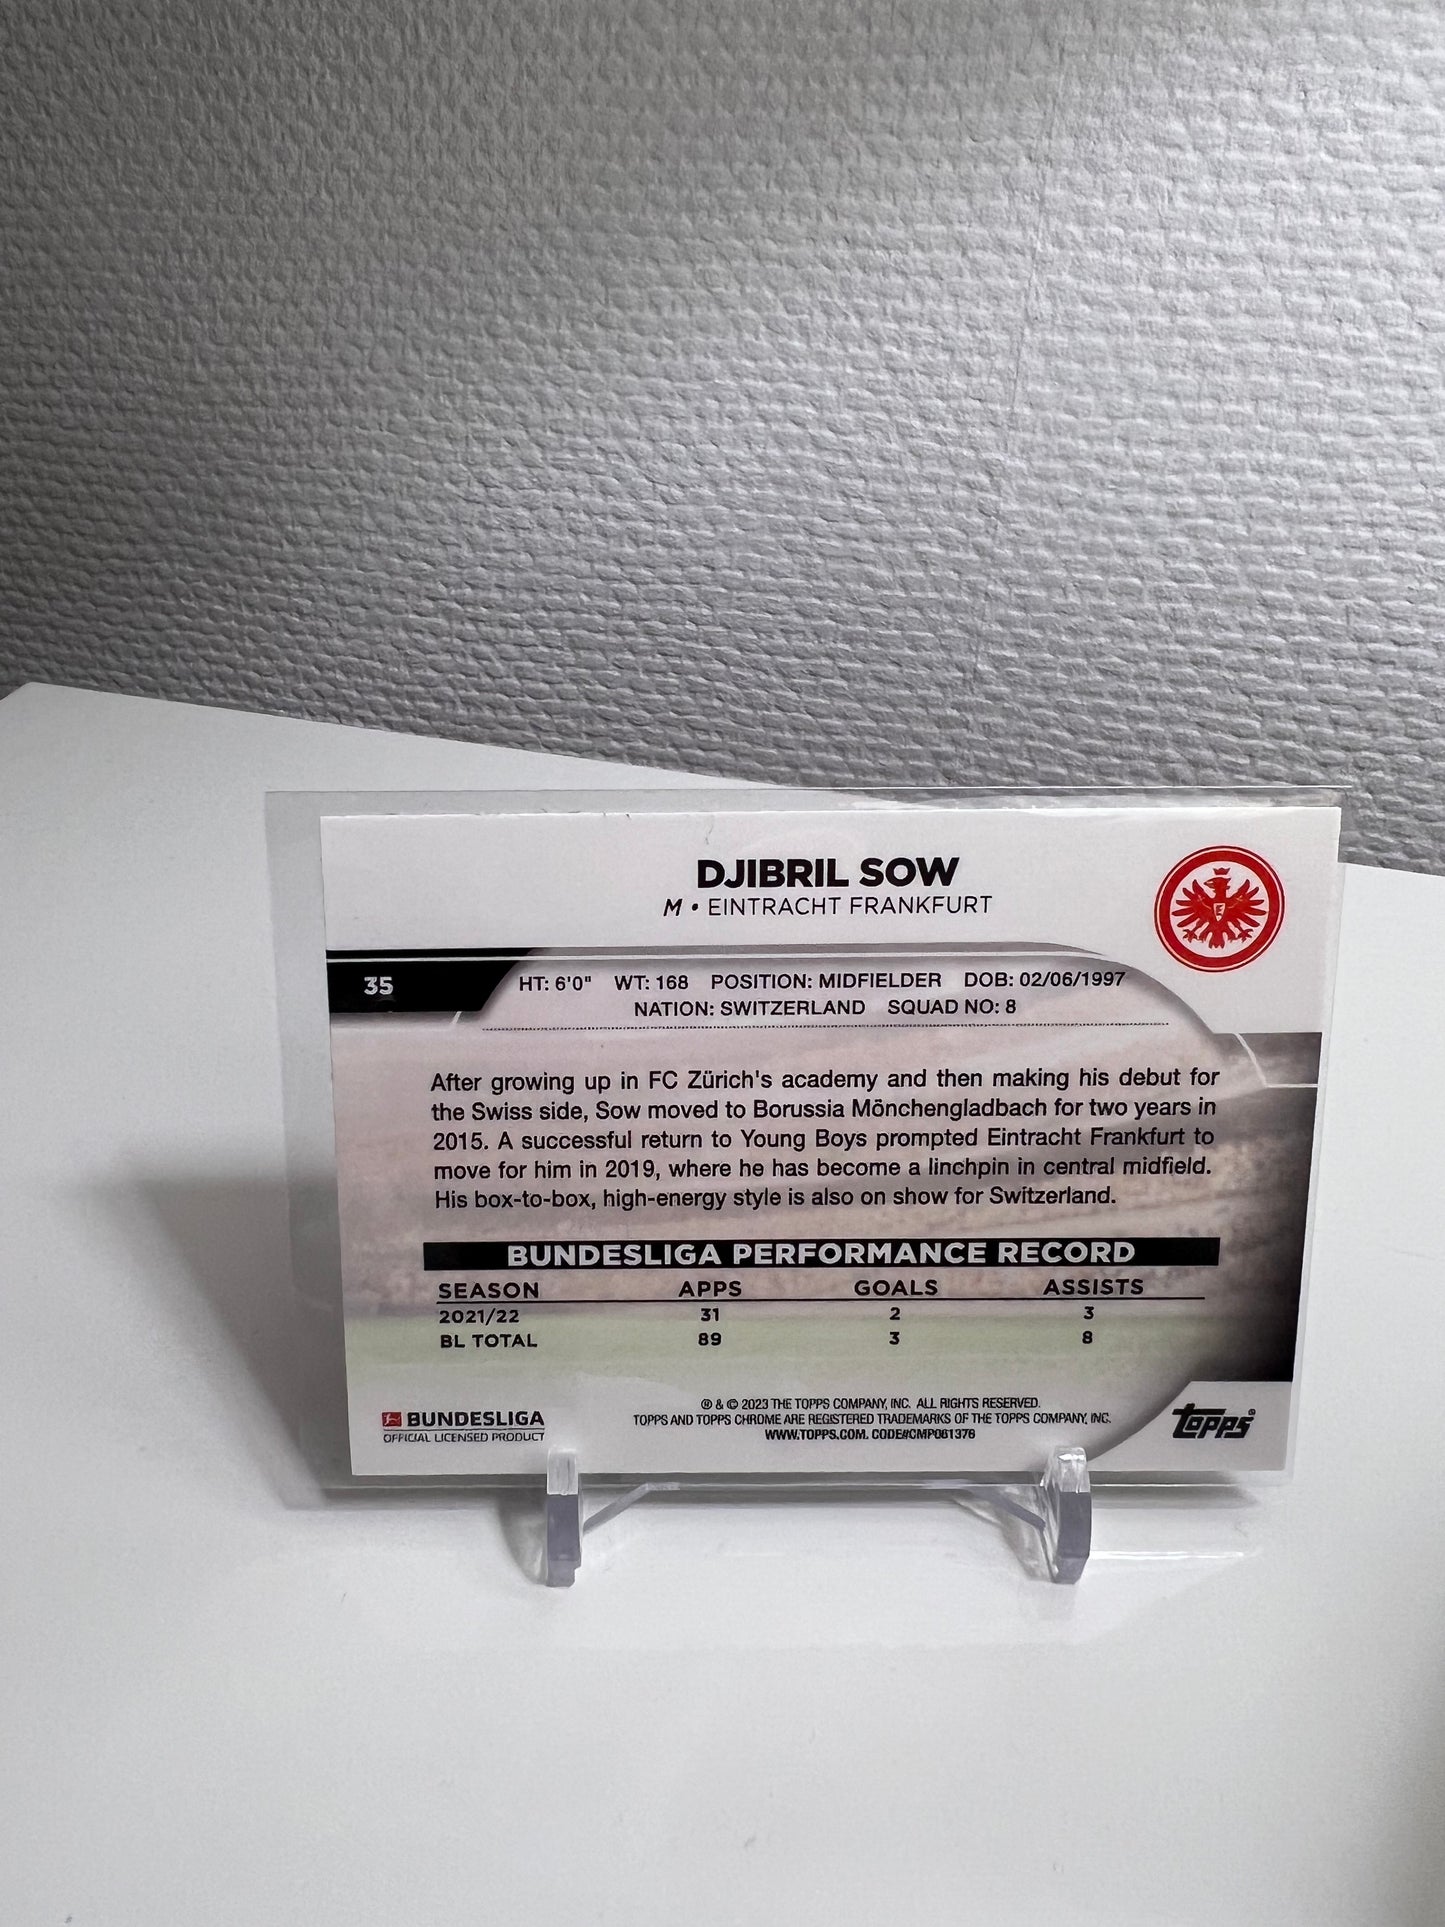 DJIBRIL SOW
M • EINTRACHT FRANKFURT
E
35
HT: 6'0" WT: 168 POSITION: MIDFIELDER DOB: 02/06/1997
NATION: SWITZERLAND SQUAD NO: 8
After growing up in FC Zürich's academy and then making his debut for
the Swiss side, Sow moved to Borussia Mönchengladbach for two years in
2015. A successful return to Young Boys prompted Eintracht Frankfurt to
move for him in 2019, where he has become a linchpin in central midfield.
His box-to-box, high-energy style is also on show for Switzerland.
BUNDESLIGA PERFORMANCE RECORD
SEASON APPS GOALS ASSISTS
2021/22 31 2 3
BL TOTAL 89 3 8
BUNDESLIGA
OFFICIAL LICENSED PRODUCT
® & © 2023 THE TOPPS COMPANY, INC. ALL RIGHTS RESERVED.
TOPPS AND TOPPS CHROME ARE REGISTERED TRADEMARKS OF THE TOPPS COMPANY, INC.
WWW.TOPPS.COM. CODE#CMP061376
topps®